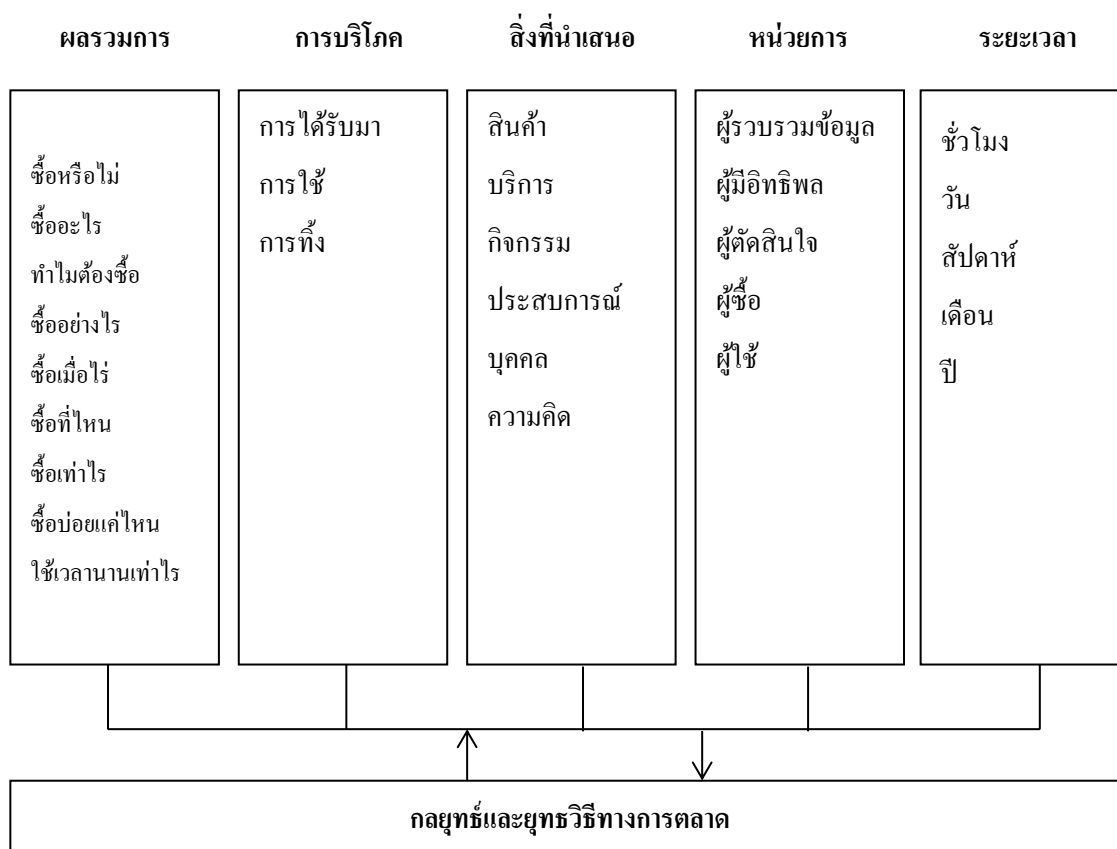 ผลรวมการ
การบริโภค
สิ่งที่นำเสนอ
หน่วยการ
ระยะเวลา
ซื้อหรือไม่
ซื้ออะไร
ทำไมต้องซื้อ
ซื้ออย่างไร
ซื้อเมื่อไร่
ซื้อที่ไหน
ซื้อเท่าไร
ซื้อบ่อยแค่ไหน
ใช้เวลานานเท่าไร
การได้รับมา
การใช้
การทิ้ง
สินค้า
บริการ
กิจกรรม
ประสบการณ์
บุคคล
ความคิด
ผู้รวบรวมข้อมูล
ผู้มีอิทธิพล
ผู้ตัดสินใจ
ผู้ซื้อ
ผู้ใช้
ชั่วโมง
วัน
สัปดาห์
เดือน
ปี
กลยุทธ์และยุทธวิธีทางการตลาด